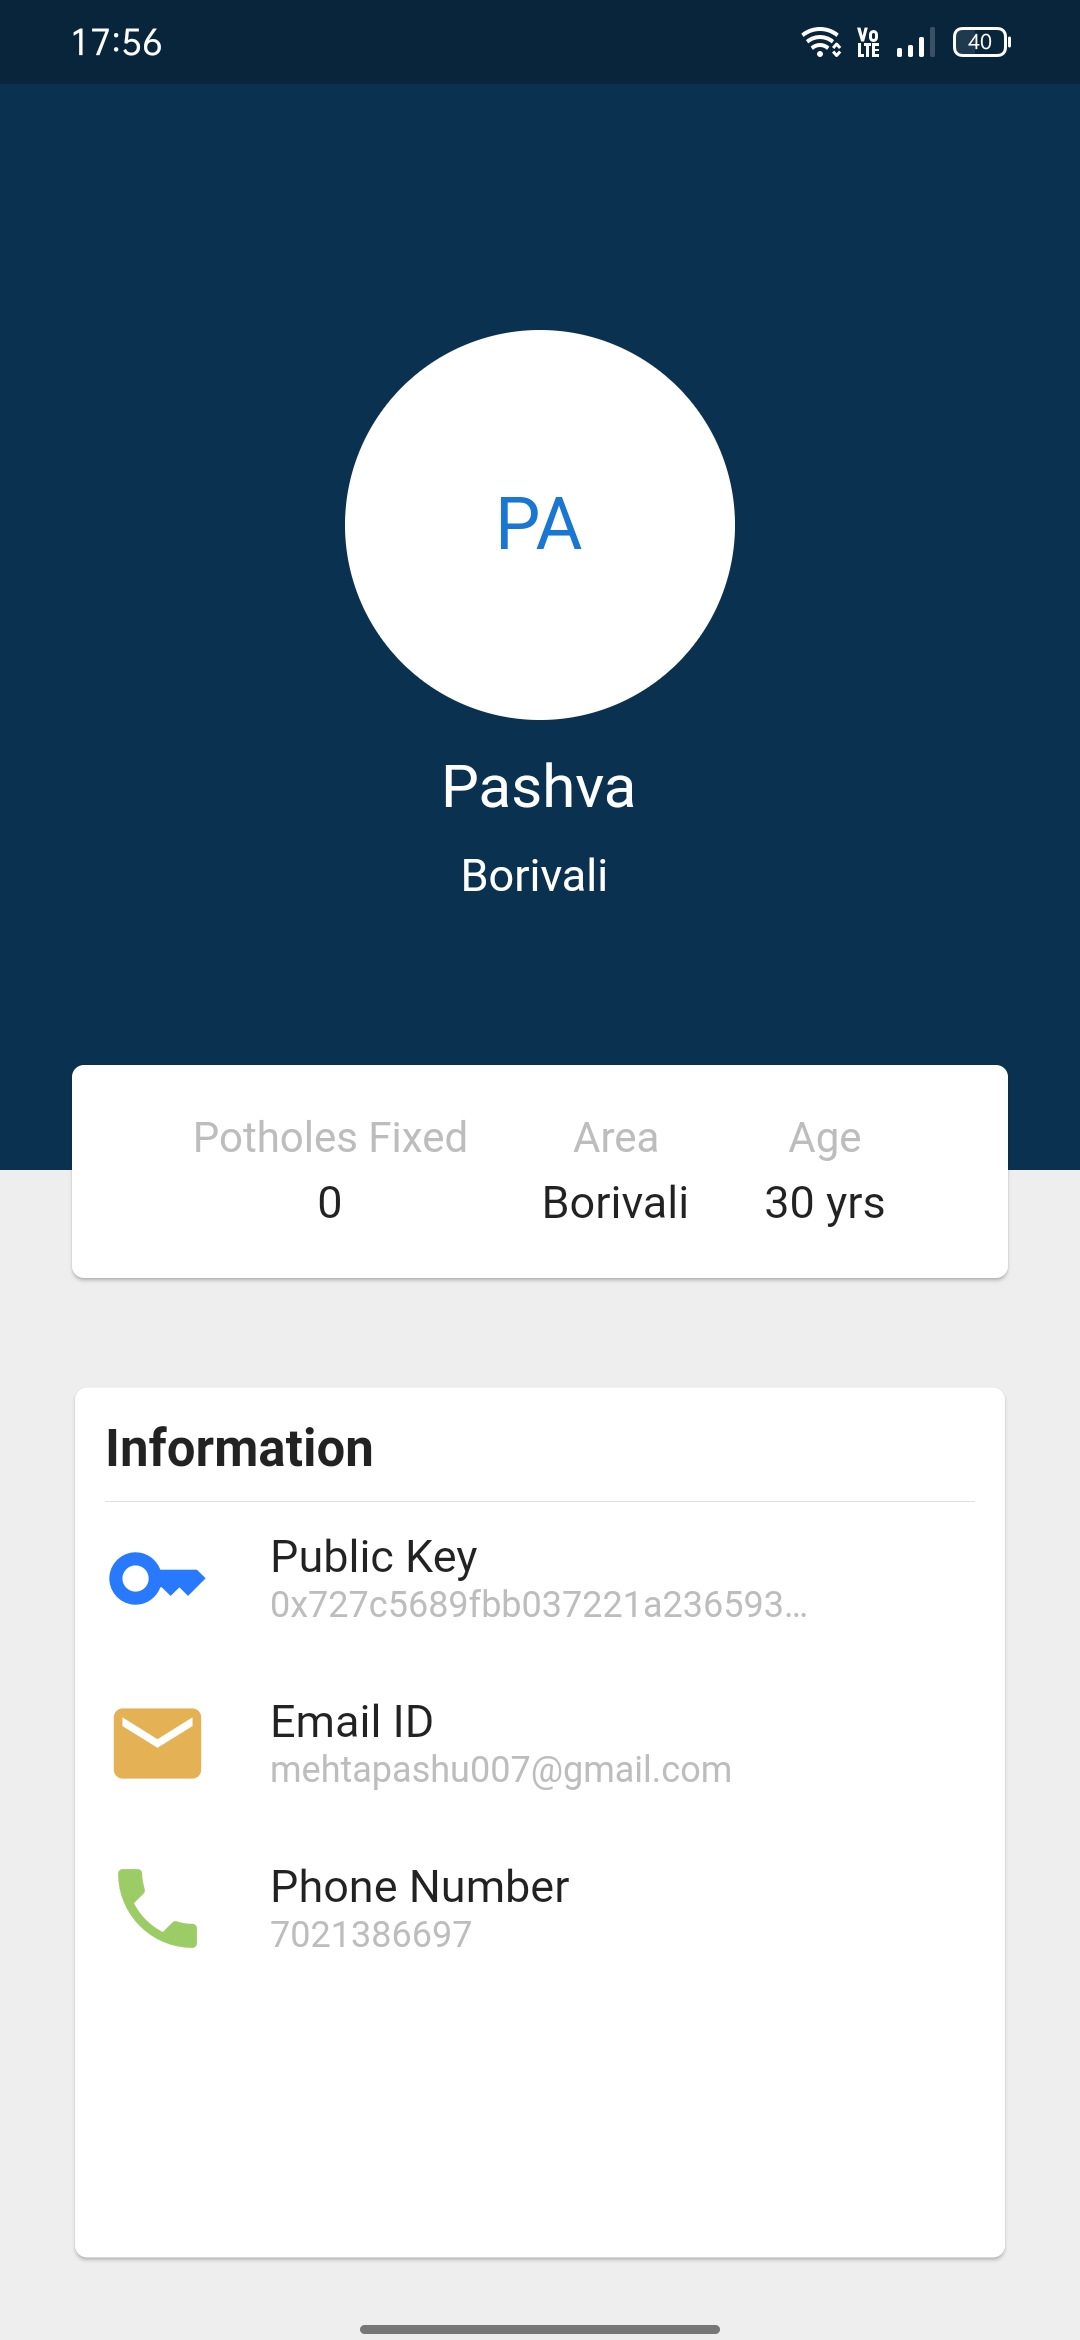 17:56
Vo LTE
40
PA
Pashva
Borivali
Potholes Fixed Area Age
0 Borivali 30 yrs
Information
Public Key
0x727c5689fbb037221a236593...
Email ID
mehtapashu007@gmail.com
Phone Number
7021386697